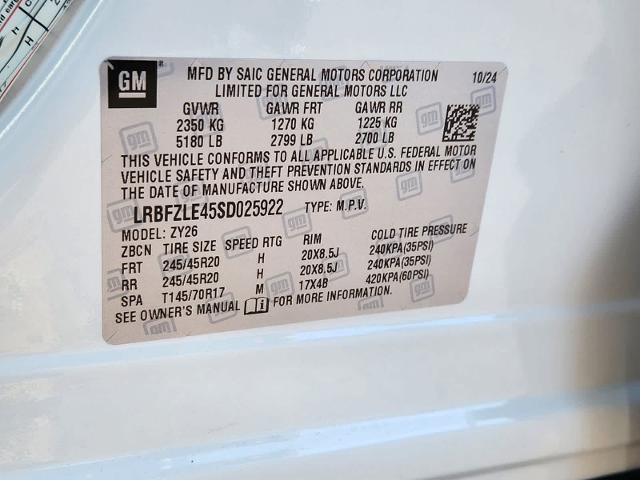 GM
MFD BY SAIC GENERAL MOTORS CORPORATION 10/24
LIMITED FOR GENERAL MOTORS LLC
GVWR GAWR FRT GAWR RR
2350 KG 1270 KG 1225 KG
5180 LB 2799 LB 2700 LB
THIS VEHICLE CONFORMS TO ALL APPLICABLE U.S. FEDERAL MOTOR
VEHICLE SAFETY AND THEFT PREVENTION STANDARDS IN EFFECT ON
THE DATE OF MANUFACTURE SHOWN ABOVE.
LRBFZLE45SD025922 TYPE: M.P.V.
MODEL: ZY26
ZBCN TIRE SIZE SPEED RTG RIM COLD TIRE PRESSURE
FRT 245/45R20 H 20X8.5J 240KPA(35PSI)
RR 245/45R20 H 20X8.5J 240KPA(35PSI)
SPA T145/70R17 M 17X4B 420KPA(60PSI)
SEE OWNER'S MANUAL FOR MORE INFORMATION.